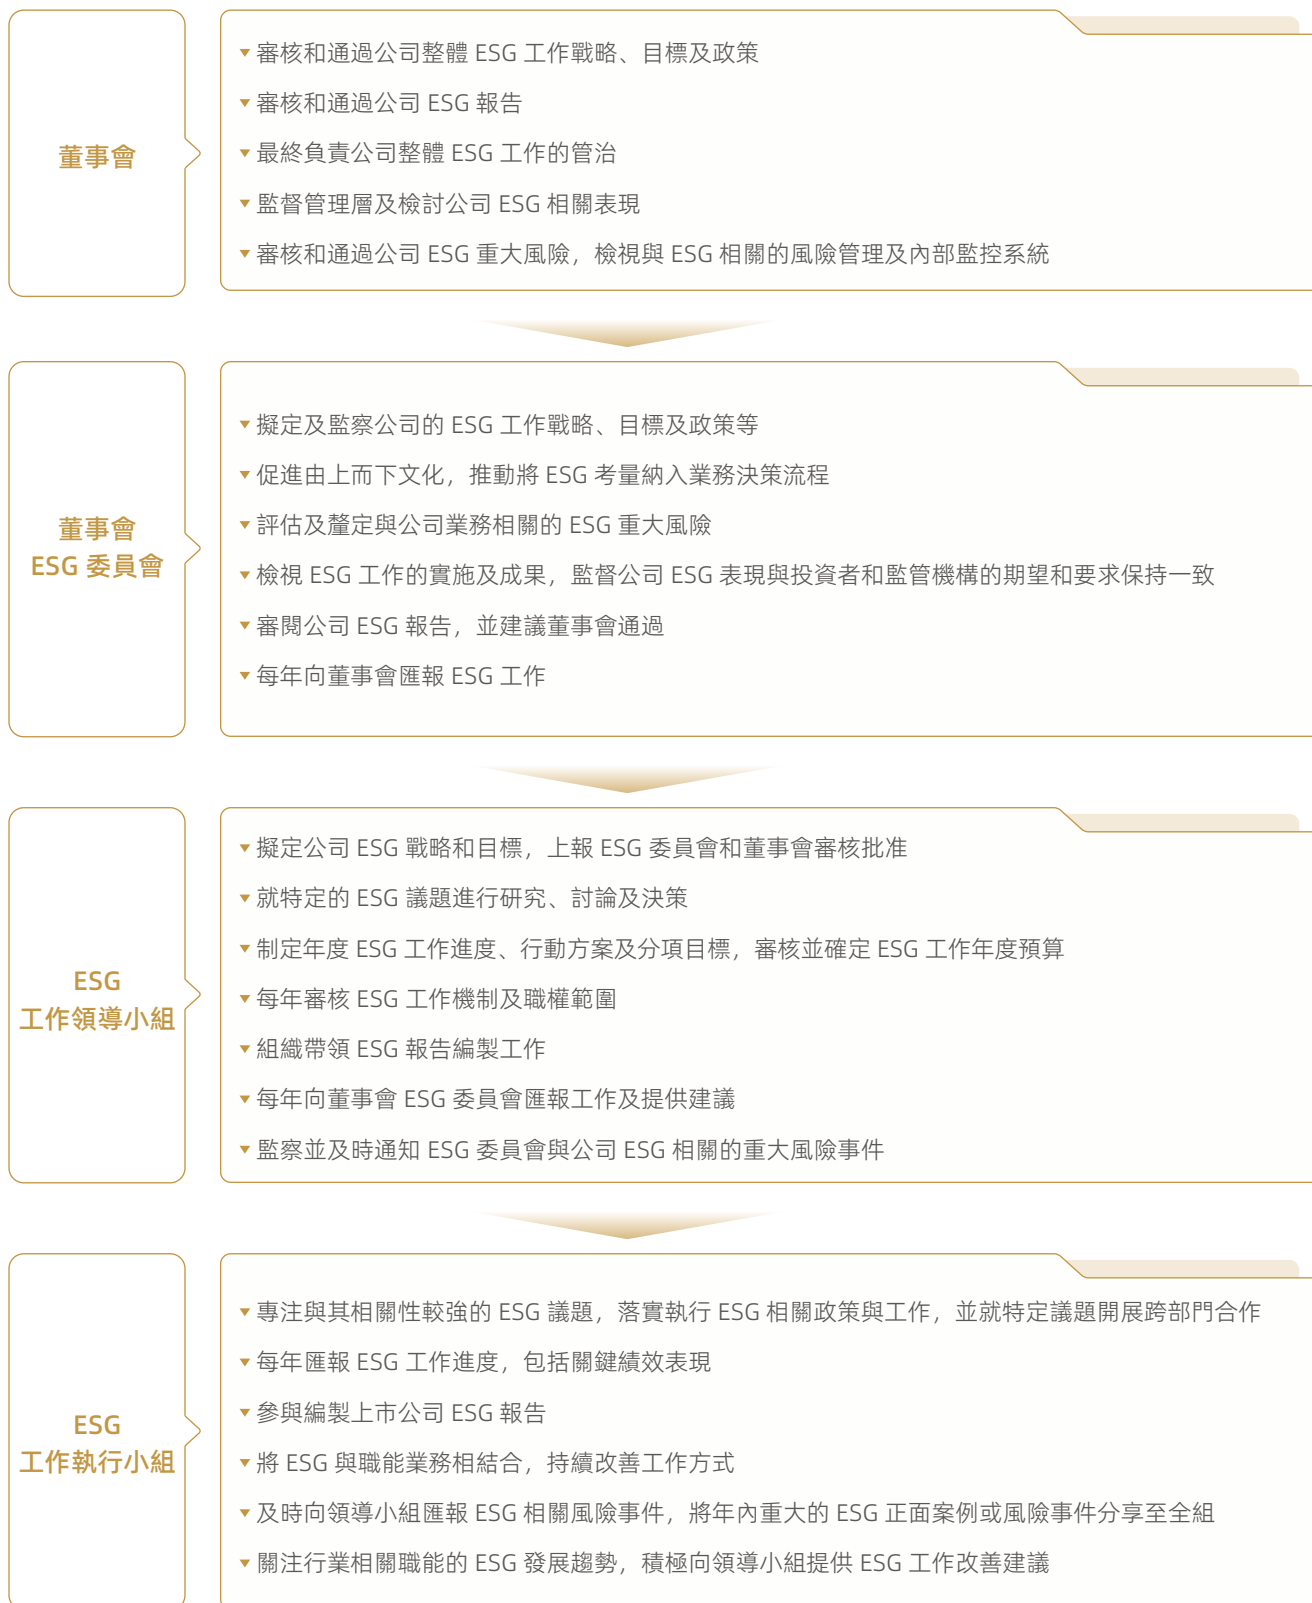 董事會
審核和通過公司整體 ESG 工作戰略、目標及政策
審核和通過公司 ESG 報告
最終負責公司整體 ESG 工作的管治
監督管理層及檢討公司 ESG 相關表現
審核和通過公司 ESG 重大風險，檢視與 ESG 相關的風險管理及內部監控系統
董事會
ESG 委員會
擬定及監察公司的 ESG 工作戰略、目標及政策等
促進由上而下文化，推動將 ESG 考量納入業務決策流程
評估及釐定與公司業務相關的 ESG 重大風險
檢視 ESG 工作的實施及成果，監督公司 ESG 表現與投資者和監管機構的期望和要求保持一致
審閱公司 ESG 報告，並建議董事會通過
每年向董事會匯報 ESG 工作
ESG
工作領導小組
擬定公司 ESG 戰略和目標，上報 ESG 委員會和董事會審核批准
就特定的 ESG 議題進行研究、討論及決策
制定年度 ESG 工作進度、行動方案及分項目標，審核並確定 ESG 工作年度預算
每年審核 ESG 工作機制及職權範圍
組織帶領 ESG 報告編製工作
每年向董事會 ESG 委員會匯報工作及提供建議
監察並及時通知 ESG 委員會與公司 ESG 相關的重大風險事件
ESG
工作執行小組
專注與其相關性較強的 ESG 議題，落實執行 ESG 相關政策與工作，並就特定議題開展跨部門合作
每年匯報 ESG 工作進度，包括關鍵績效表現
參與編製上市公司 ESG 報告
將 ESG 與職能業務相結合，持續改善工作方式
及時向領導小組匯報 ESG 相關風險事件，將年內重大的 ESG 正面案例或風險事件分享至全組
關注行業相關職能的 ESG 發展趨勢，積極向領導小組提供 ESG 工作改善建議